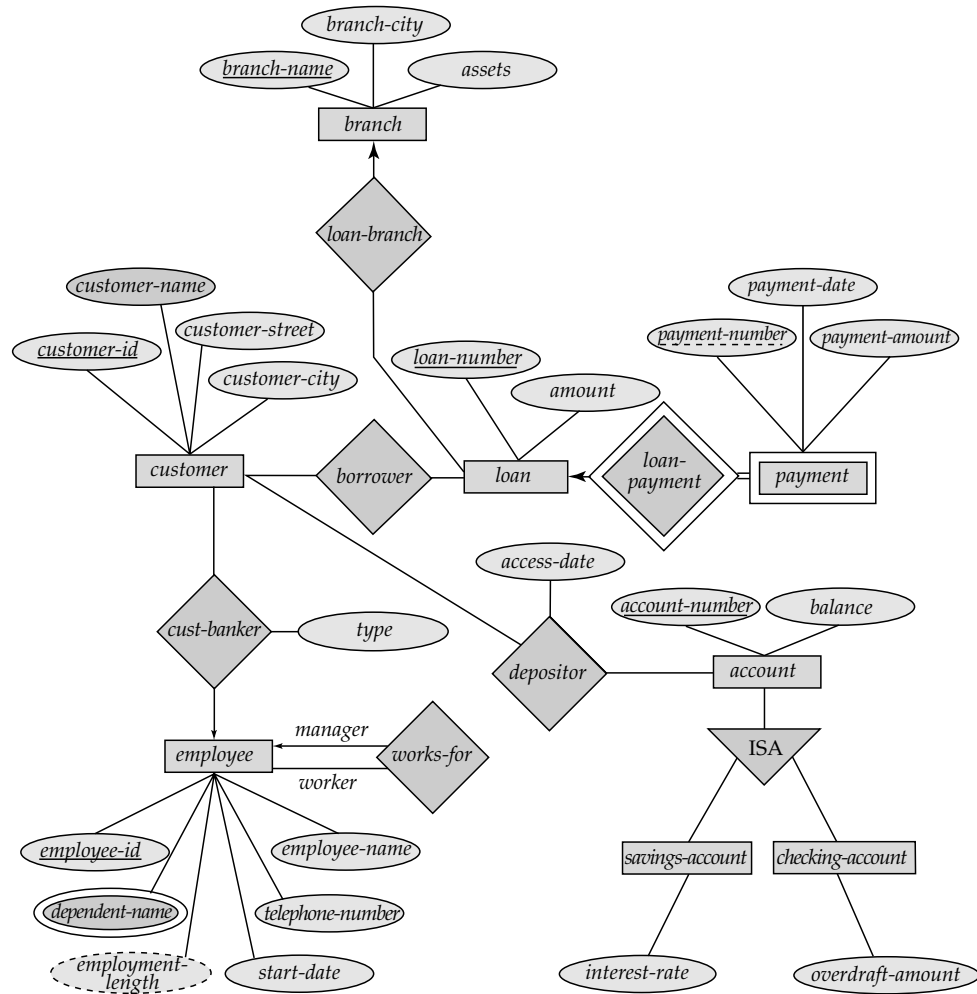 branch-city
branch-name
assets
branch
loan-branch
customer-name
customer-street
customer-id
customer-city
payment-date
payment-number
payment-amount
loan-number
amount
customer
borrower
loan
loan-
payment
payment
access-date
account-number
balance
cust-banker
type
depositor
account
manager
employee
works-for
worker
ISA
employee-id
employee-name
savings-account
checking-account
dependent-name
telephone-number
employment-
length
start-date
interest-rate
overdraft-amount